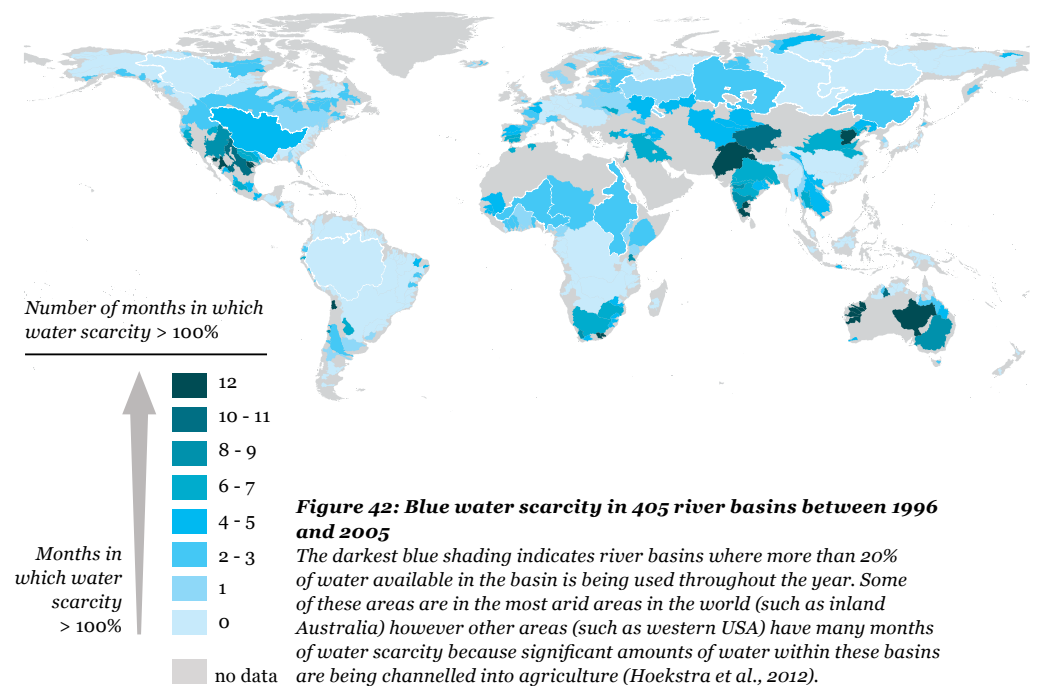 Number of months in which
water scarcity > 100%
12
10 - 11
8 - 9
6 - 7
4 - 5
2 - 3
1
0
no data
Months in
which water
scarcity
> 100%
Figure 42: Blue water scarcity in 405 river basins between 1996
and 2005
The darkest blue shading indicates river basins where more than 20%
of water available in the basin is being used throughout the year. Some
of these areas are in the most arid areas in the world (such as inland
Australia) however other areas (such as western USA) have many months
of water scarcity because significant amounts of water within these basins
are being channelled into agriculture (Hoekstra et al., 2012).